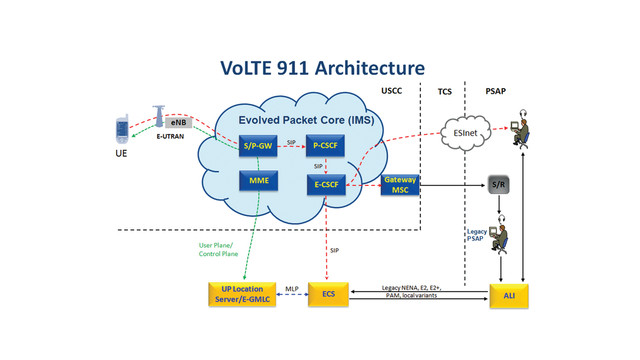 VoLTE 911 Architecture
USCC
TCS
PSAP
Evolved Packet Core (IMS)
eNB
E-UTRAN
UE
S/P-GW
SIP
P-CSCF
ESInet
SIP
MME
E-CSCF
Gateway
MSC
S/R
Legacy
PSAP
User Plane/
Control Plane
SIP
UP Location
Server/E-GMLC
MLP
ECS
Legacy NENA, E2, E2+,
PAM, local variants
ALI